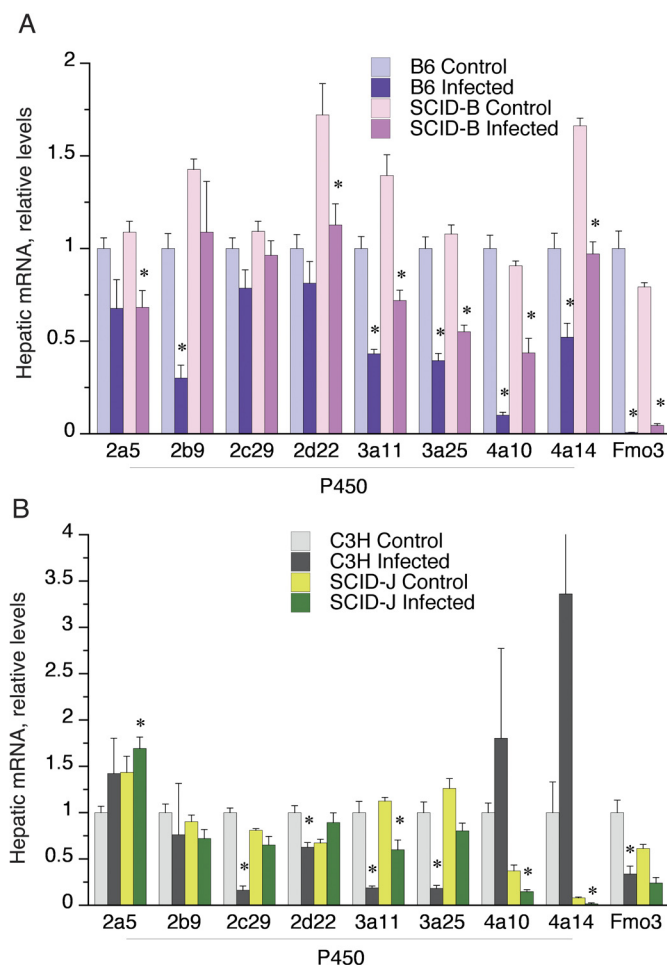 A
Hepatic mRNA, relative levels
2
1.5
1
0.5
0
B6 Control
B6 Infected
SCID-B Control
SCID-B Infected
* * * * * * * * * * * *
2a5 2b9 2c29 2d22 3a11 3a25 4a10 4a14 Fmo3
P450
B
Hepatic mRNA, relative levels
4
3.5
3
2.5
2
1.5
1
0.5
0
C3H Control
C3H Infected
SCID-J Control
SCID-J Infected
* * * * * * * * *
2a5 2b9 2c29 2d22 3a11 3a25 4a10 4a14 Fmo3
P450